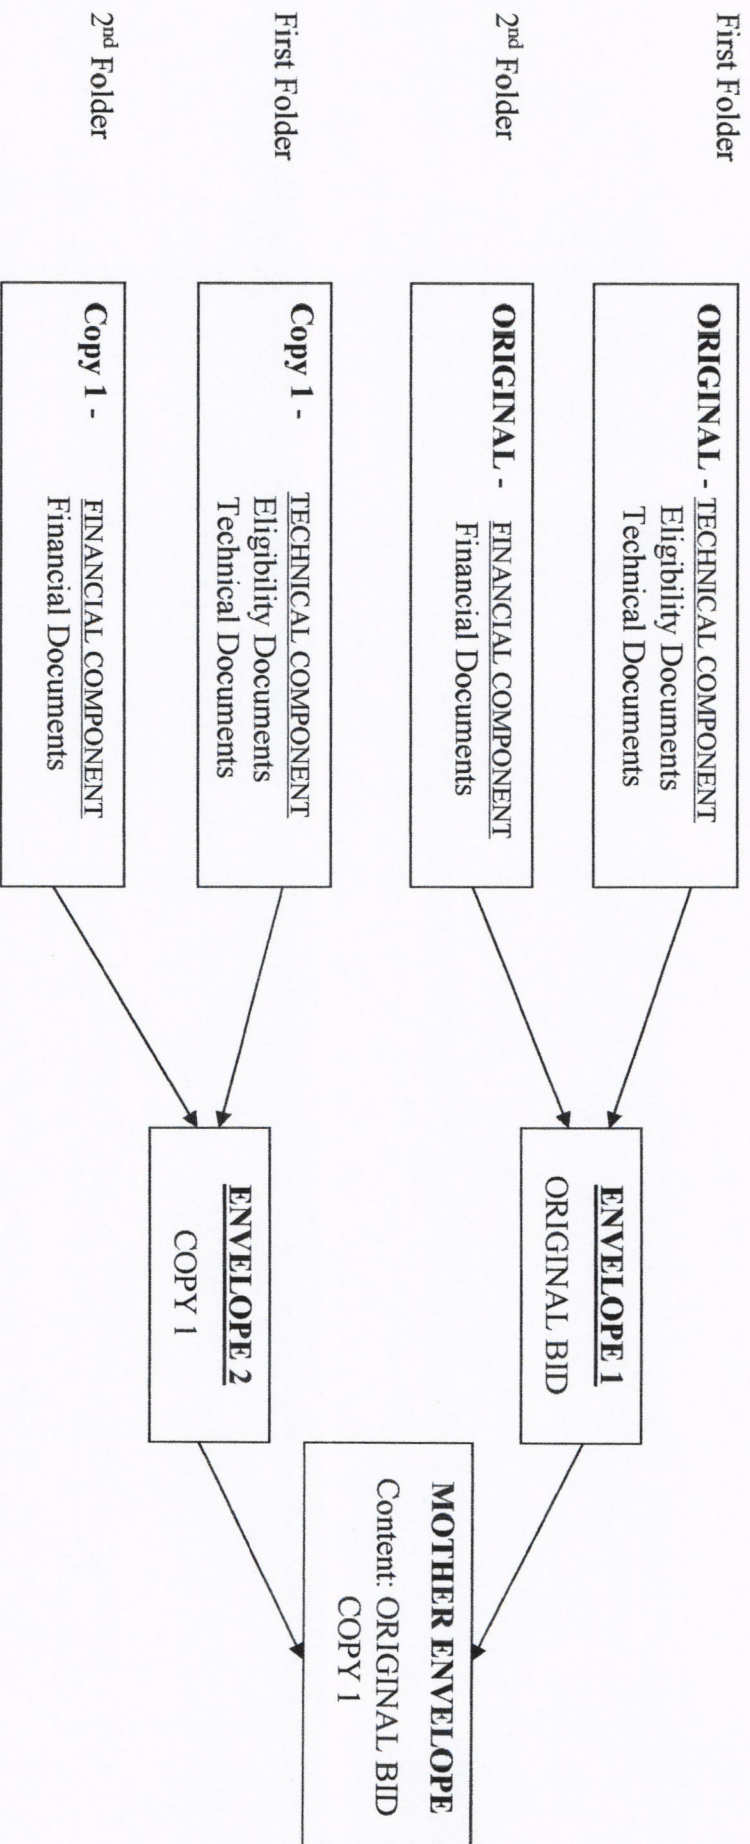 First Folder
ORIGINAL - TECHNICAL COMPONENT
Eligibility Documents
Technical Documents
2nd Folder
ORIGINAL - FINANCIAL COMPONENT
Financial Documents
First Folder
Copy 1 - TECHNICAL COMPONENT
Eligibility Documents
Technical Documents
2nd Folder
Copy 1 - FINANCIAL COMPONENT
Financial Documents
ENVELOPE 1
ORIGINAL BID
ENVELOPE 2
COPY 1
MOTHER ENVELOPE
Content: ORIGINAL BID
COPY 1